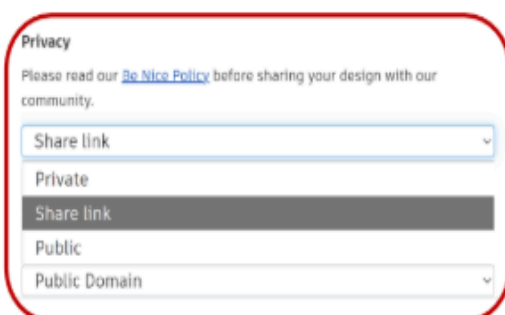 Privacy
Please read our Be Nice Policy before sharing your design with our
community.
Share link
Private
Share link
Public
Public Domain